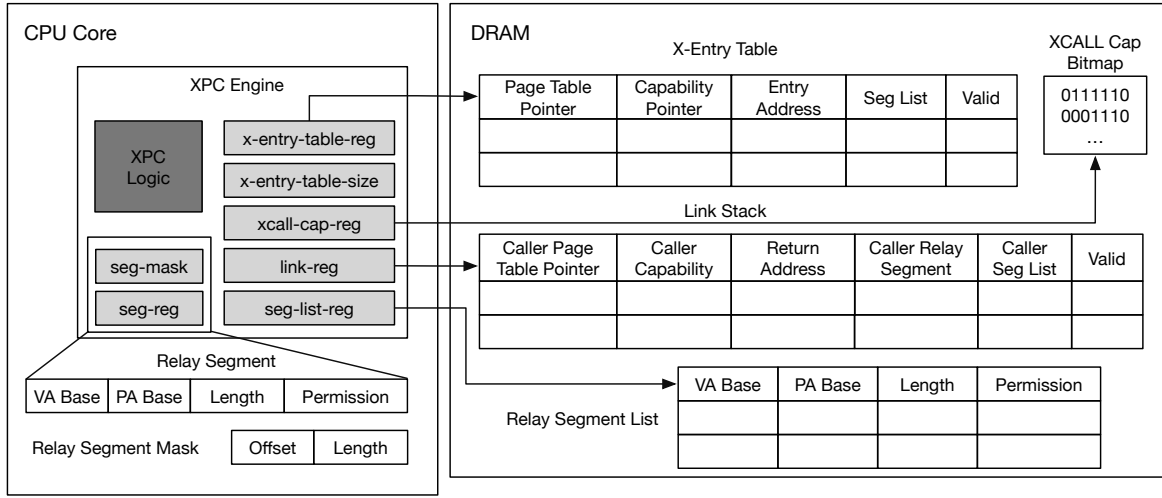 CPU Core
XPC Engine
XPC
Logic
x-entry-table-reg
x-entry-table-size
xcall-cap-reg
link-reg
seg-list-reg
seg-mask
seg-reg
Relay Segment
VA Base PA Base Length Permission
Relay Segment Mask
Offset Length
DRAM
X-Entry Table
Page Table
Pointer
Capability
Pointer
Entry
Address
Seg List
Valid
XCALL Cap
Bitmap
0111110
0001110
...
Link Stack
Caller Page
Table Pointer
Caller
Capability
Return
Address
Caller Relay
Segment
Caller
Seg List
Valid
Relay Segment List
VA Base PA Base Length Permission